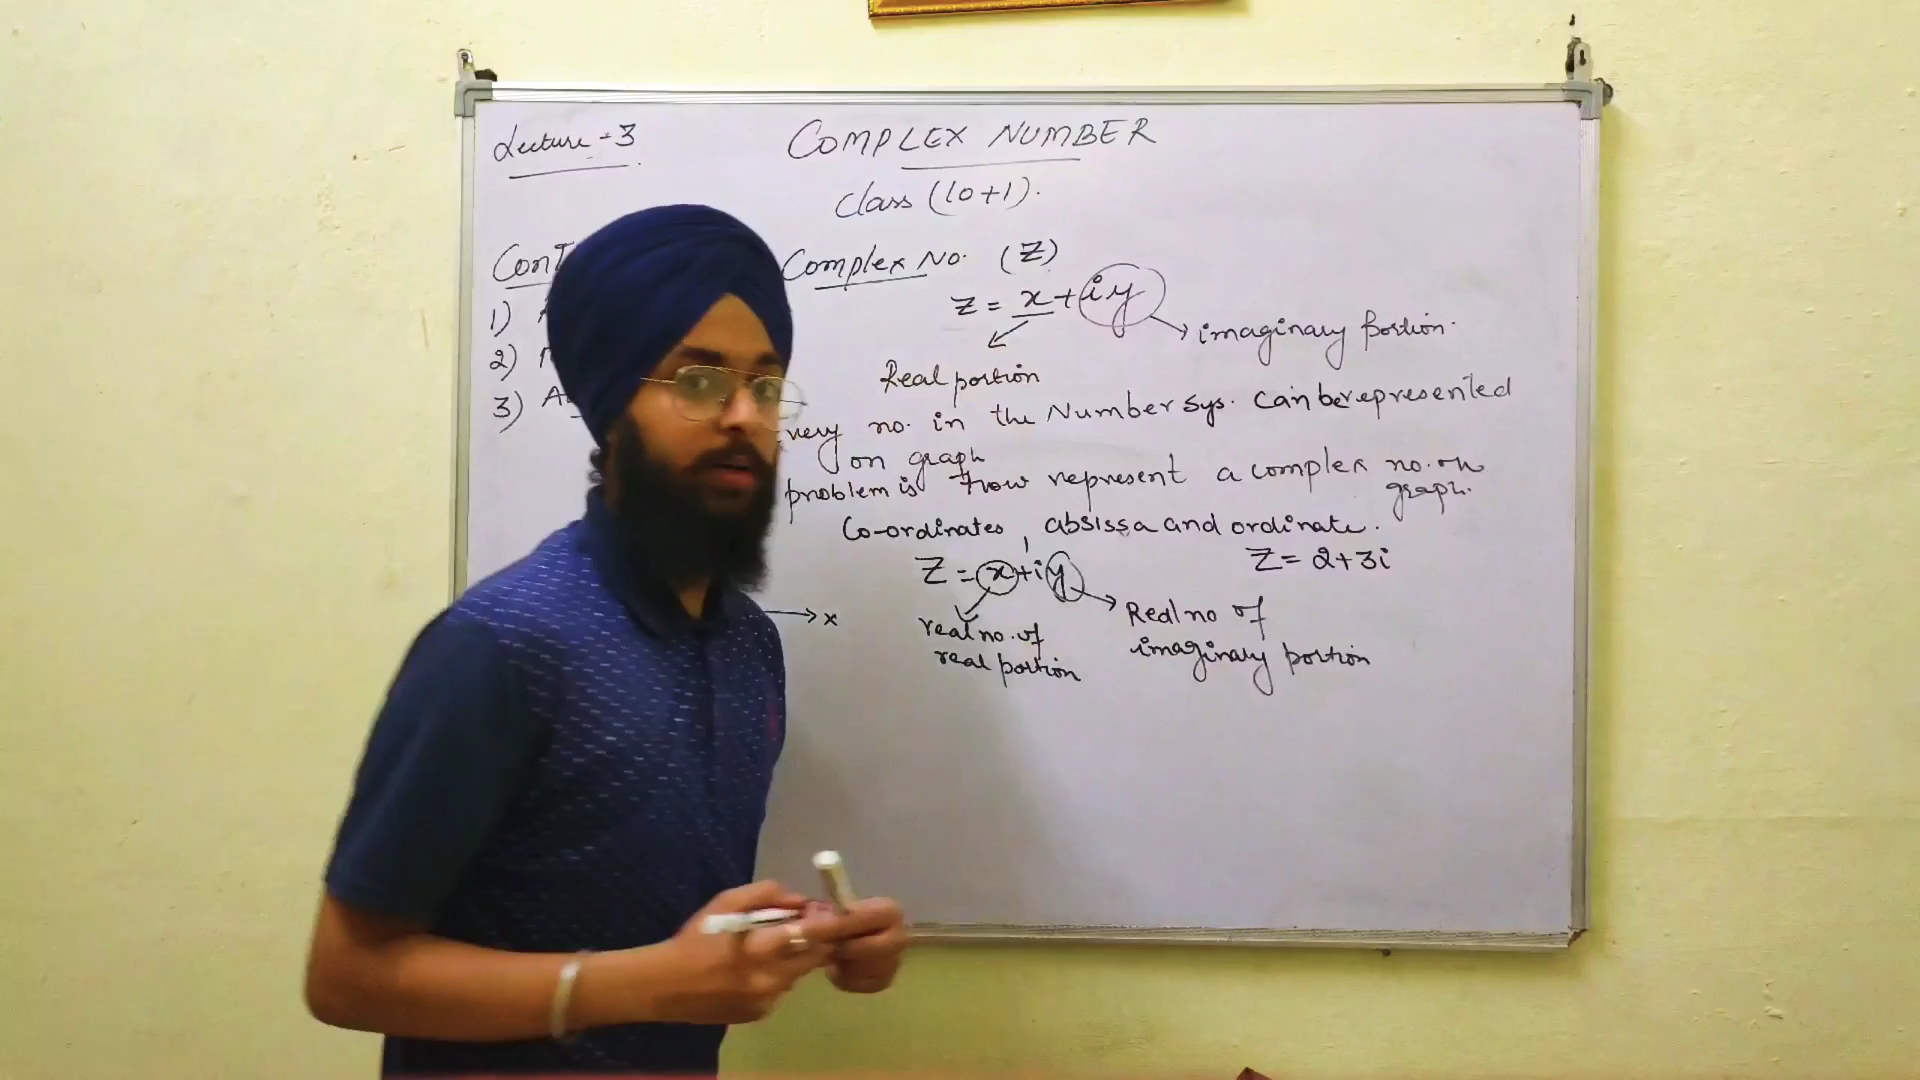 Lecture - 3
COMPLEX NUMBER
Class (10+1).
1)
2)
3)
Complex No. (Z)
Z = x + iy
imaginary portion.
Real portion
no. in the Number sys. can be represented
on graph
problem is how represent a complex no. on
graph.
Co-ordinates, absissa and ordinate.
Z = x + iy
Z = 2+3i
x
real no. of
real portion
Real no of
imaginary portion